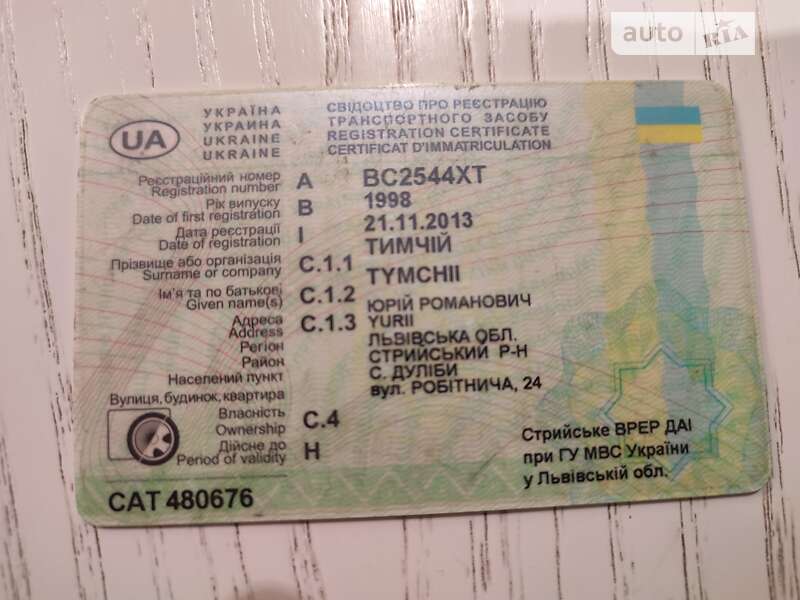 auto RIA
УКРАЇНА
УКРАИНА
UKRAINE
UKRAINE
UA
СВІДОЦТВО ПРО РЕЄСТРАЦІЮ
ТРАНСПОРТНОГО ЗАСОБУ
REGISTRATION CERTIFICATE
CERTIFICAT D'IMMATRICULATION
Реєстраційний номер
Registration number A BC2544XT
Рік випуску
Date of first registration B 1998
Дата реєстрації
Date of registration I 21.11.2013
Прізвище або організація
Surname or company C.1.1 ТИМЧІЙ
TYMCHII
Ім'я та по батькові
Given name(s) C.1.2 ЮРІЙ РОМАНОВИЧ
YURII
Адреса
Address C.1.3
Регіон ЛЬВІВСЬКА ОБЛ.
Район СТРИЙСЬКИЙ Р-Н
Населений пункт С. ДУЛІБИ
Вулиця, будинок, квартира вул. РОБІТНИЧА, 24
Власність
Ownership C.4
Дійсне до
Period of validity H
Стрийське ВРЕР ДАІ
при ГУ МВС України
у Львівській обл.
САТ 480676